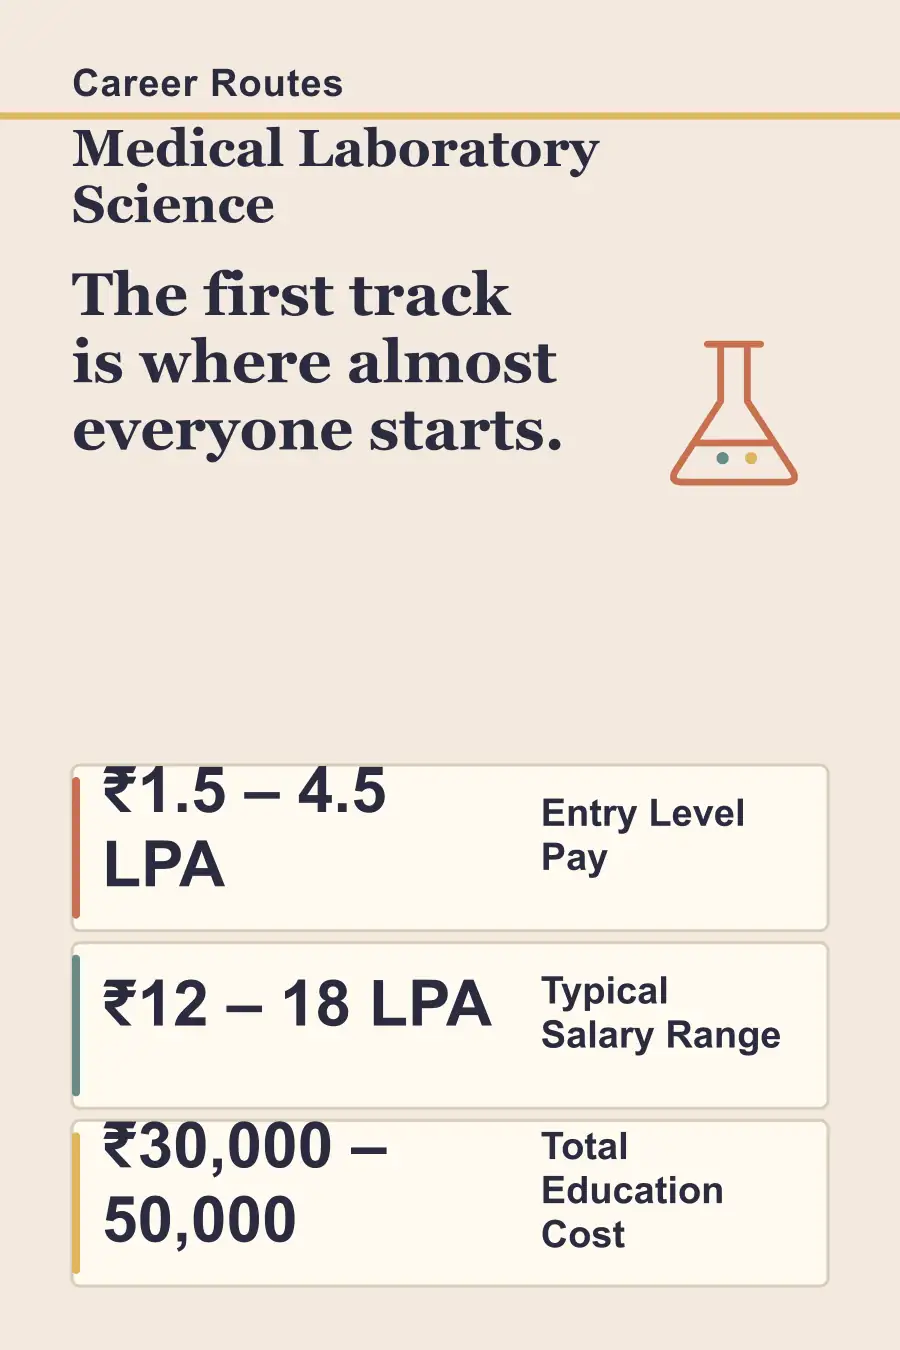 Career Routes
Medical Laboratory
Science
The first track
is where almost
everyone starts.
₹1.5 – 4.5
LPA
Entry Level
Pay
₹12 – 18 LPA
Typical
Salary Range
₹30,000 –
50,000
Total
Education
Cost